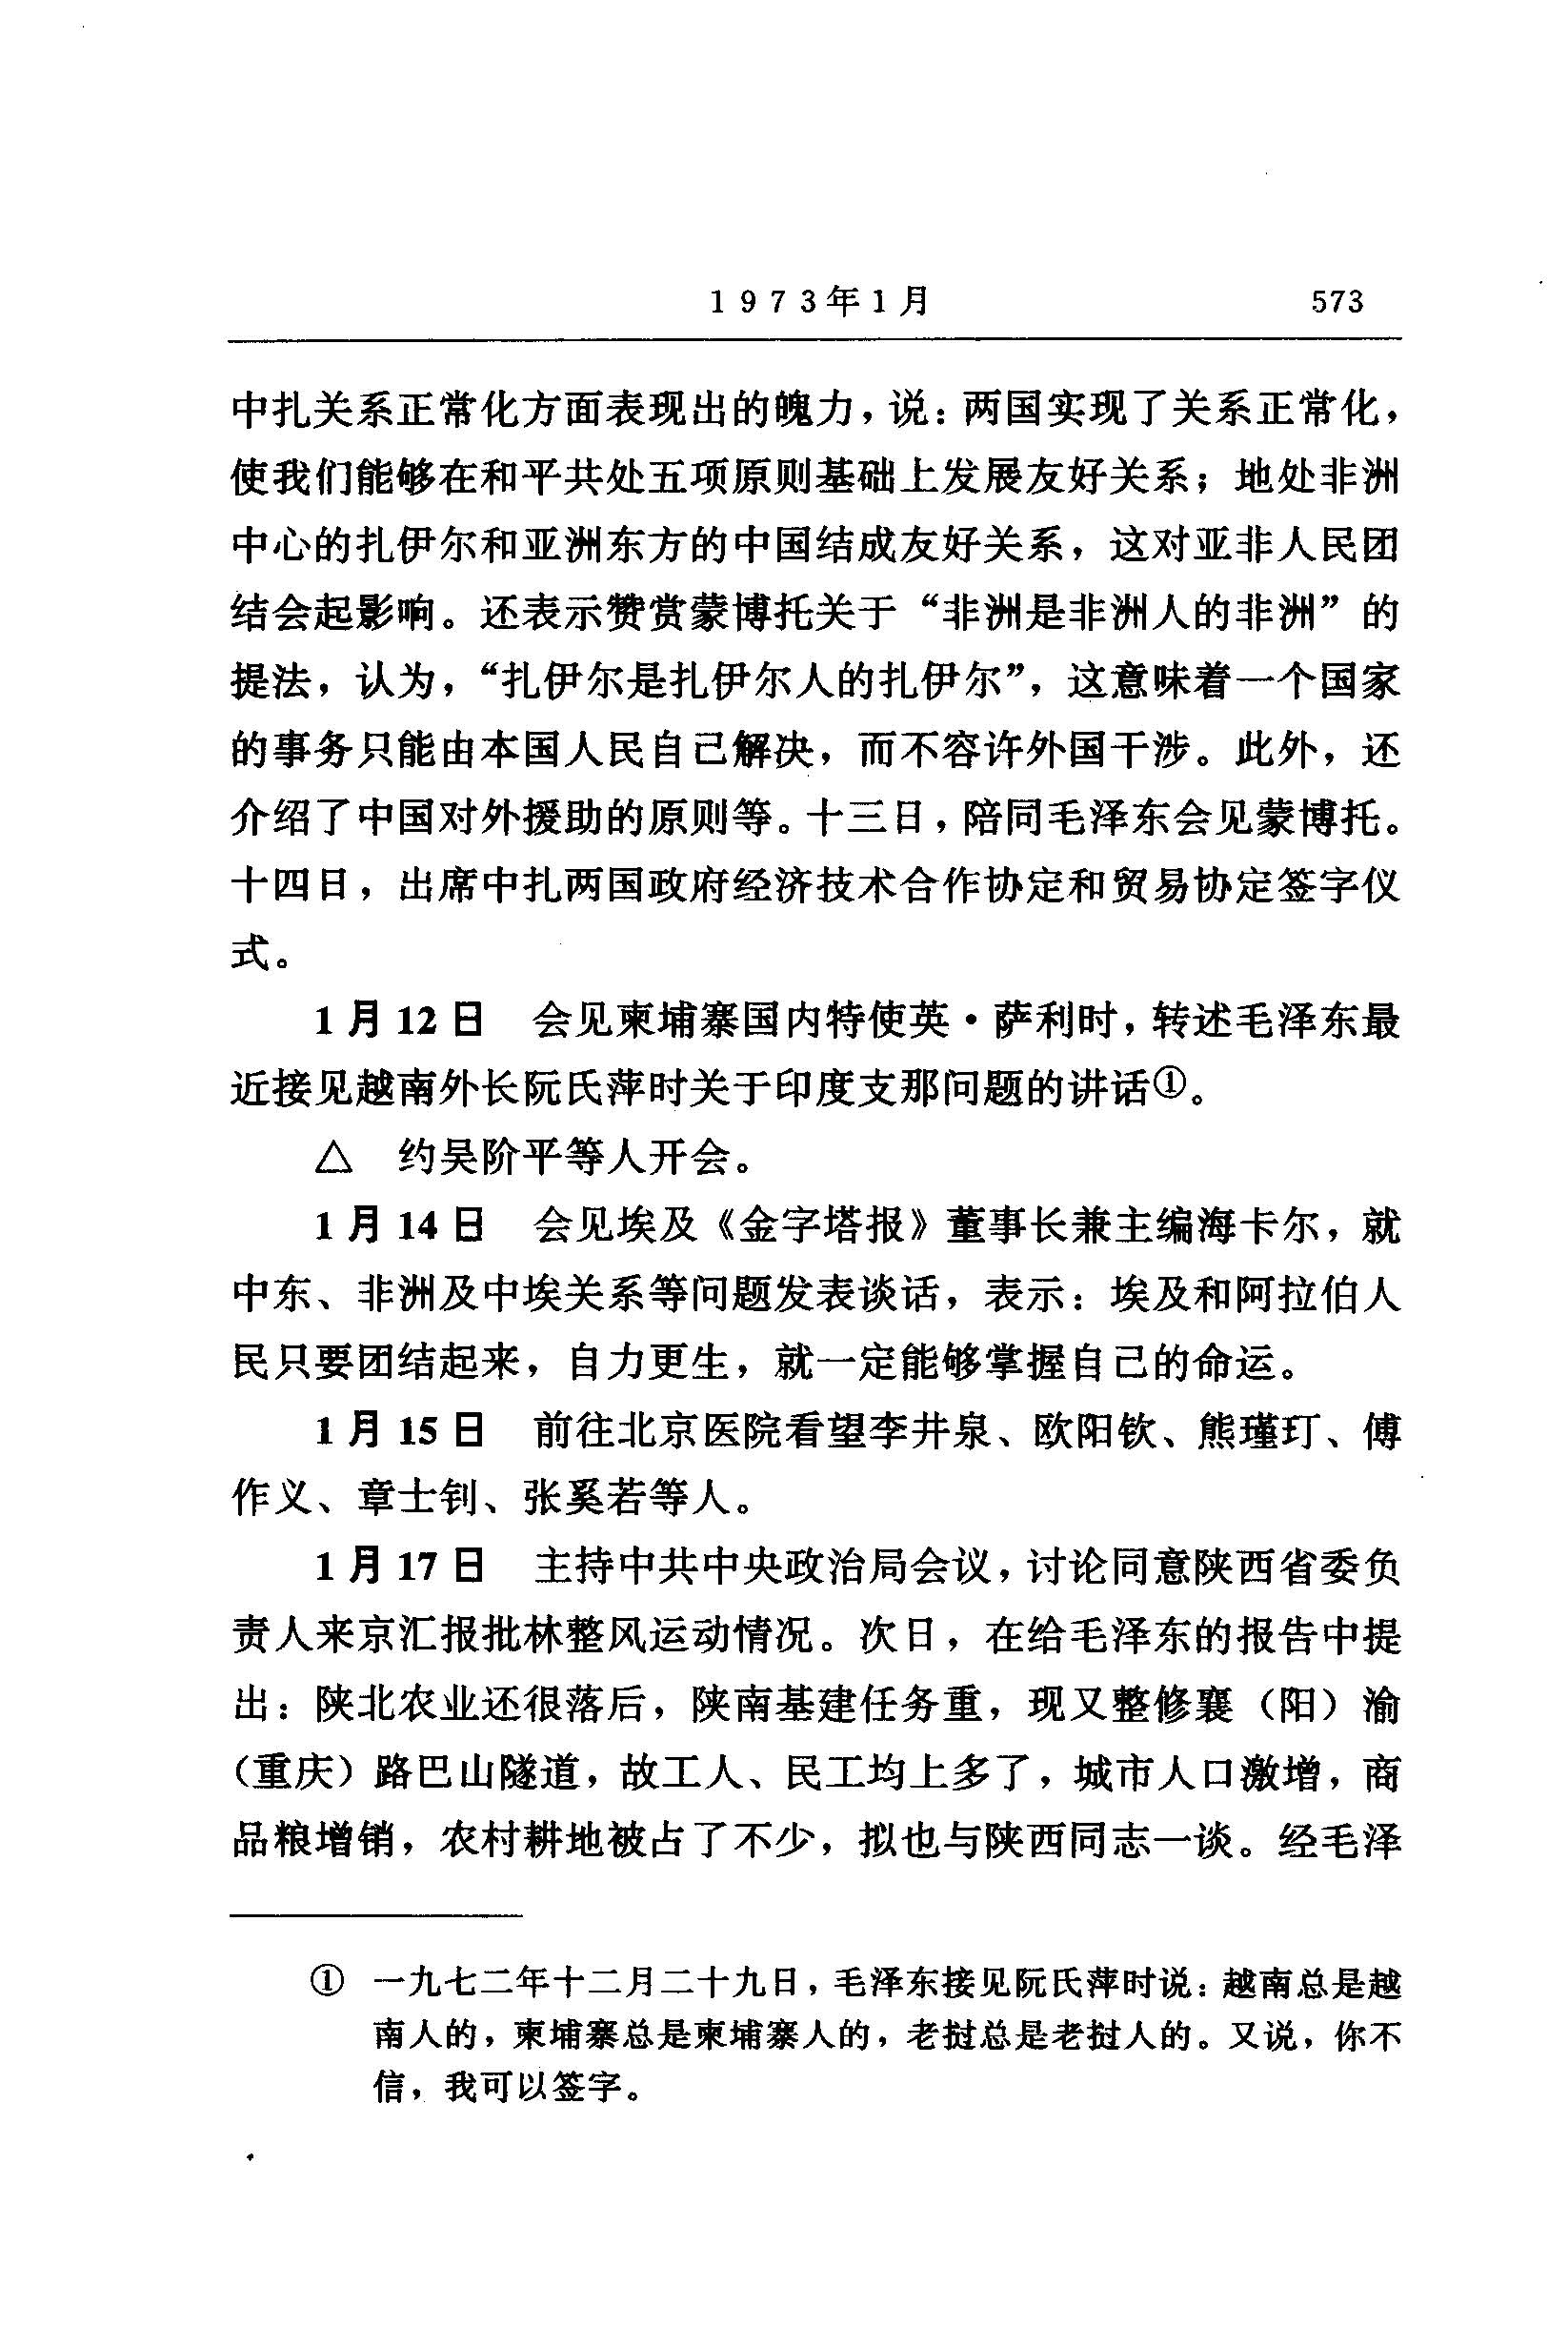 1973年1月 573
中扎关系正常化方面表现出的魄力，说：两国实现了关系正常化，
使我们能够在和平共处五项原则基础上发展友好关系；地处非洲
中心的扎伊尔和亚洲东方的中国结成友好关系，这对亚非人民团
结会起影响。还表示赞赏蒙博托关于“非洲是非洲人的非洲”的
提法，认为，“扎伊尔是扎伊尔人的扎伊尔”，这意味着一个国家
的事务只能由本国人民自己解决，而不容许外国干涉。此外，还
介绍了中国对外援助的原则等。十三日，陪同毛泽东会见蒙博托。
十四日，出席中扎两国政府经济技术合作协定和贸易协定签字仪
式。
1月12日 会见柬埔寨国内特使英·萨利时，转述毛泽东最
近接见越南外长阮氏萍时关于印度支那问题的讲话①。
△ 约吴阶平等人开会。
1月14日 会见埃及《金字塔报》董事长兼主编海卡尔，就
中东、非洲及中埃关系等问题发表谈话，表示：埃及和阿拉伯人
民只要团结起来，自力更生，就一定能够掌握自己的命运。
1月15日 前往北京医院看望李井泉、欧阳钦、熊瑾玎、傅
作义、章士钊、张奚若等人。
1月17日 主持中共中央政治局会议，讨论同意陕西省委负
责人来京汇报批林整风运动情况。次日，在给毛泽东的报告中提
出：陕北农业还很落后，陕南基建任务重，现又整修襄（阳）渝
（重庆）路巴山隧道，故工人、民工均上多了，城市人口激增，商
品粮增销，农村耕地被占了不少，拟也与陕西同志一谈。经毛泽
① 一九七二年十二月二十九日，毛泽东接见阮氏萍时说：越南总是越
南人的，柬埔寨总是柬埔寨人的，老挝总是老挝人的。又说，你不
信，我可以签字。